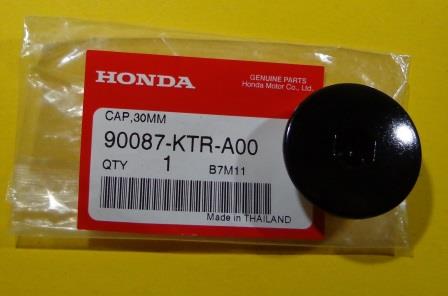 HONDA
GENUINE PARTS
Honda Motor Co., Ltd.
CAP,30MM
90087-KTR-A00
QTY 1 B7M11
Made in THAILAND